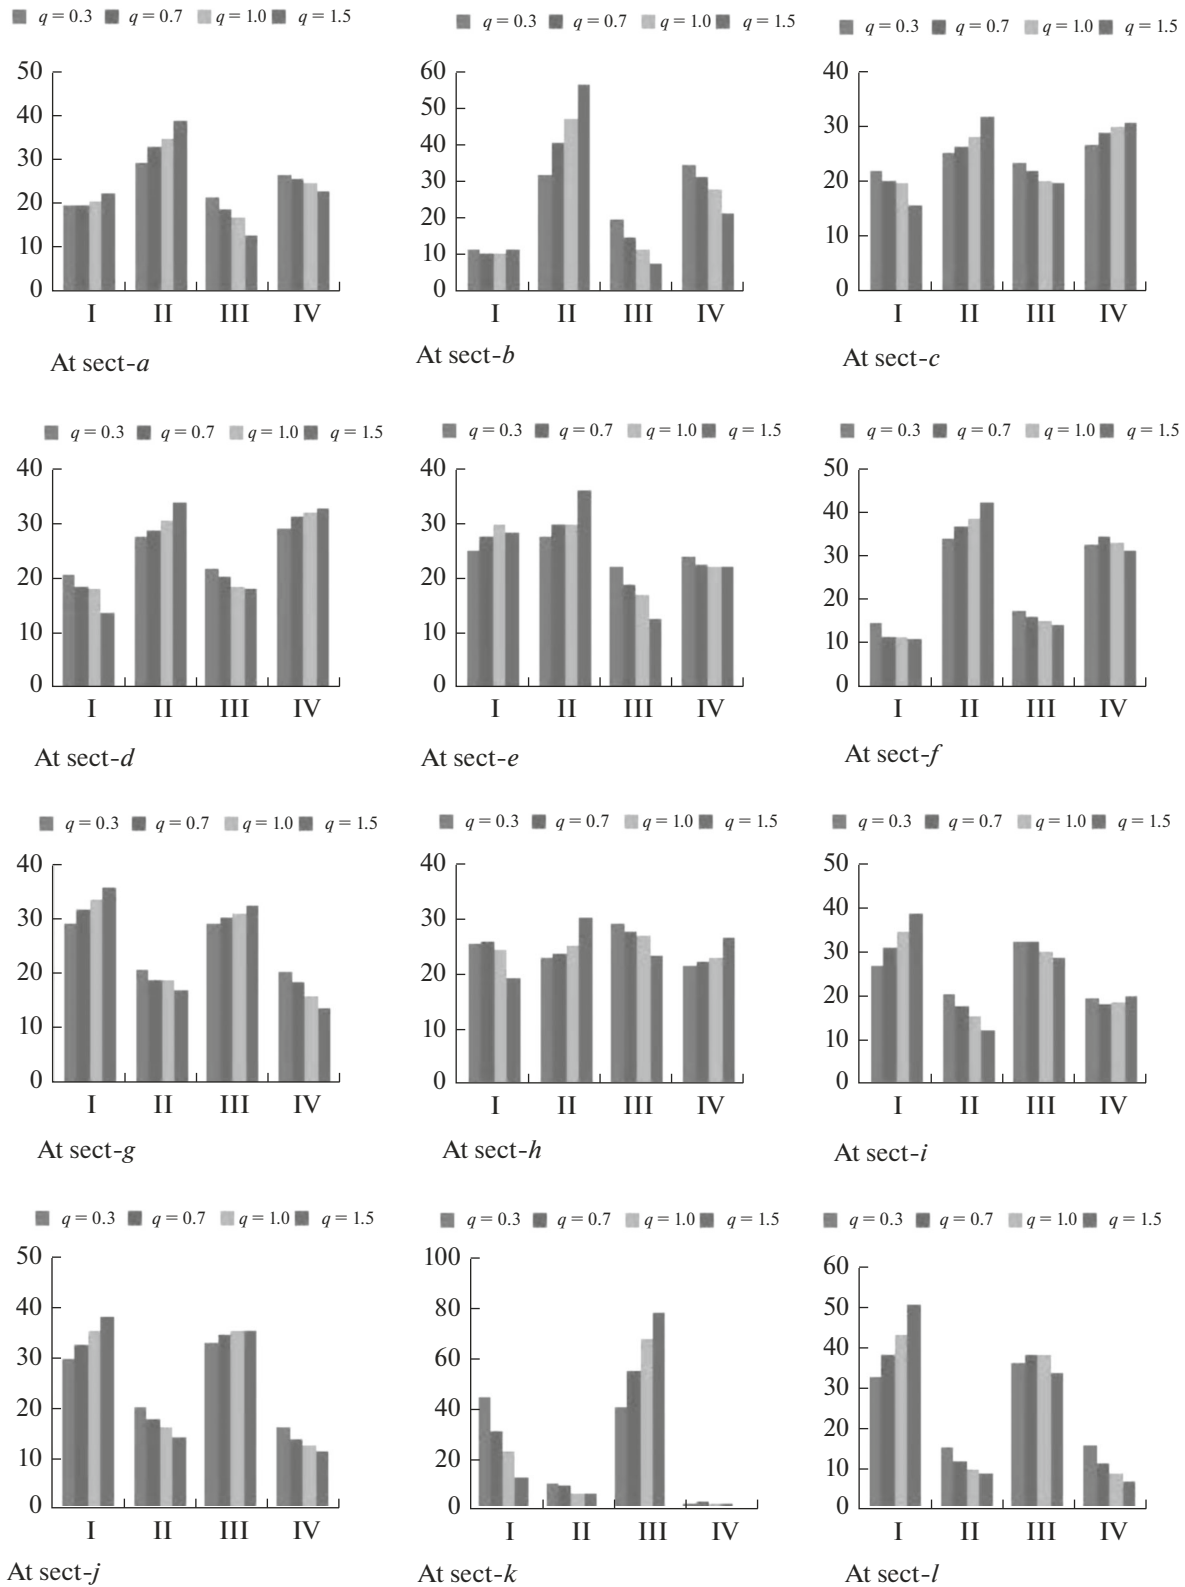 q = 0.3 q = 0.7 q = 1.0 q = 1.5
50
40
30
20
10
0
I II III IV
At sect-a
q = 0.3 q = 0.7 q = 1.0 q = 1.5
60
50
40
30
20
10
0
I II III IV
At sect-b
q = 0.3 q = 0.7 q = 1.0 q = 1.5
40
30
20
10
0
I II III IV
At sect-c
q = 0.3 q = 0.7 q = 1.0 q = 1.5
40
30
20
10
0
I II III IV
At sect-d
q = 0.3 q = 0.7 q = 1.0 q = 1.5
40
30
20
10
0
I II III IV
At sect-e
q = 0.3 q = 0.7 q = 1.0 q = 1.5
50
40
30
20
10
0
I II III IV
At sect-f
q = 0.3 q = 0.7 q = 1.0 q = 1.5
40
30
20
10
0
I II III IV
At sect-g
q = 0.3 q = 0.7 q = 1.0 q = 1.5
40
30
20
10
0
I II III IV
At sect-h
q = 0.3 q = 0.7 q = 1.0 q = 1.5
50
40
30
20
10
0
I II III IV
At sect-i
q = 0.3 q = 0.7 q = 1.0 q = 1.5
50
40
30
20
10
0
I II III IV
At sect-j
q = 0.3 q = 0.7 q = 1.0 q = 1.5
100
80
60
40
20
0
I II III IV
At sect-k
q = 0.3 q = 0.7 q = 1.0 q = 1.5
60
50
40
30
20
10
0
I II III IV
At sect-l